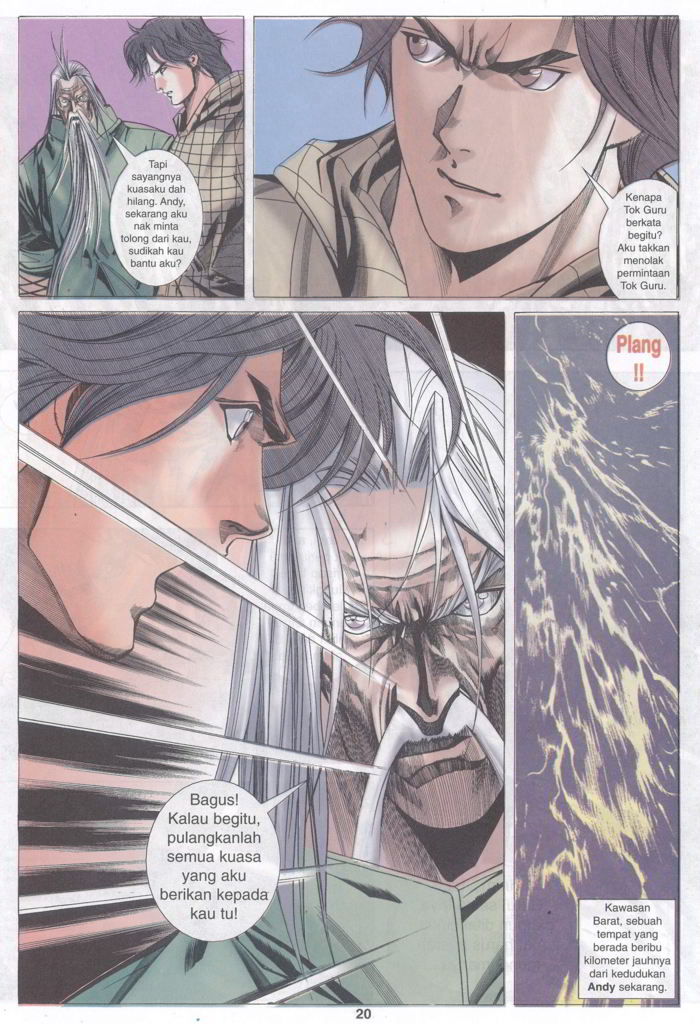 Tapi
sayangnya
kuasaku dah
hilang. Andy,
sekarang aku
nak minta
tolong dari kau,
sudikah kau
bantu aku?
Kenapa
Tok Guru
berkata
begitu?
Aku takkan
menolak
permintaan
Tok Guru.
Bagus!
Kalau begitu,
pulangkanlah
semua kuasa
yang aku
berikan kepada
kau tu!
Plang
!!
Kawasan
Barat, sebuah
tempat yang
berada beribu
kilometer jauhnya
dari kedudukan
Andy sekarang.
20